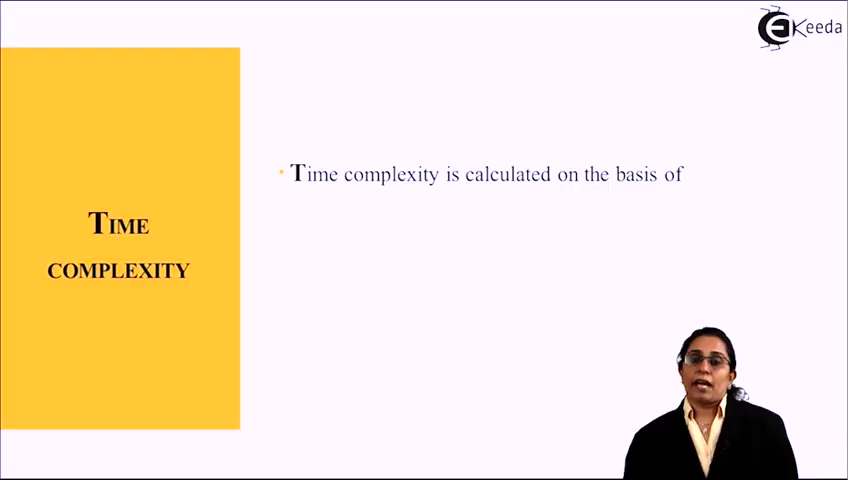 Keeda
TIME
COMPLEXITY
Time complexity is calculated on the basis of